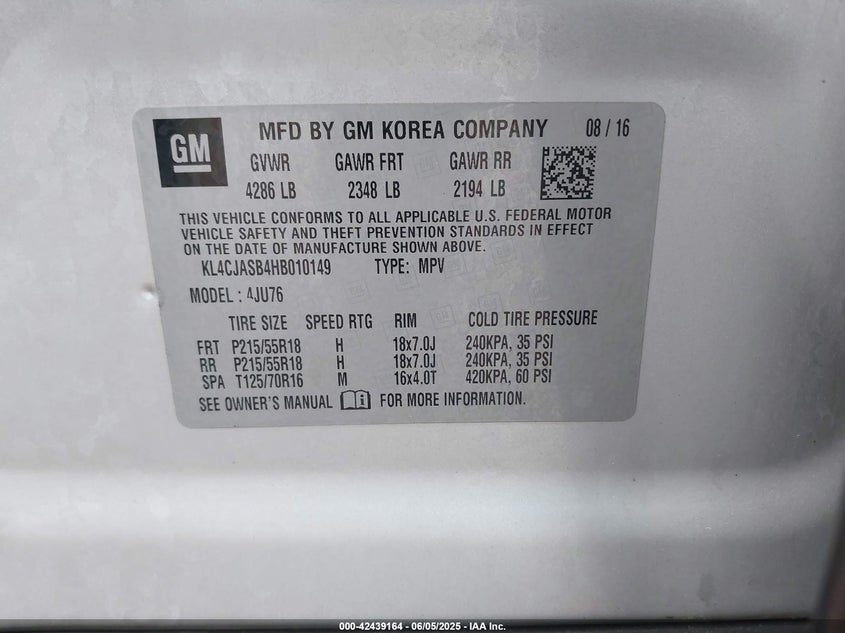 GM MFD BY GM KOREA COMPANY 08 / 16
GVWR GAWR FRT GAWR RR
4286 LB 2348 LB 2194 LB
THIS VEHICLE CONFORMS TO ALL APPLICABLE U.S. FEDERAL MOTOR
VEHICLE SAFETY AND THEFT PREVENTION STANDARDS IN EFFECT
ON THE DATE OF MANUFACTURE SHOWN ABOVE.
KL4CJASB4HB010149 TYPE: MPV
MODEL : 4JU76
TIRE SIZE SPEED RTG RIM COLD TIRE PRESSURE
FRT P215/55R18 H 18x7.0J 240KPA, 35 PSI
RR P215/55R18 H 18x7.0J 240KPA, 35 PSI
SPA T125/70R16 M 16x4.0T 420KPA, 60 PSI
SEE OWNER'S MANUAL FOR MORE INFORMATION.
000-42439164 - 06/05/2025 - IAA Inc.